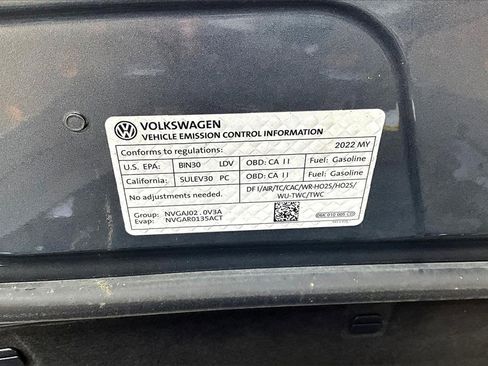 VOLKSWAGEN
VEHICLE EMISSION CONTROL INFORMATION
Conforms to regulations: 2022 MY
U.S. EPA: BIN30 LDV OBD: CA II Fuel: Gasoline
California: SULEV30 PC OBD: CA II Fuel: Gasoline
No adjustments needed. DFI/AIR/TC/CAC/WR-HO2S/HO2S/
WU-TWC/TWC
Group: NVGAJ02.0V3A
Evap: NVGAR0135ACT